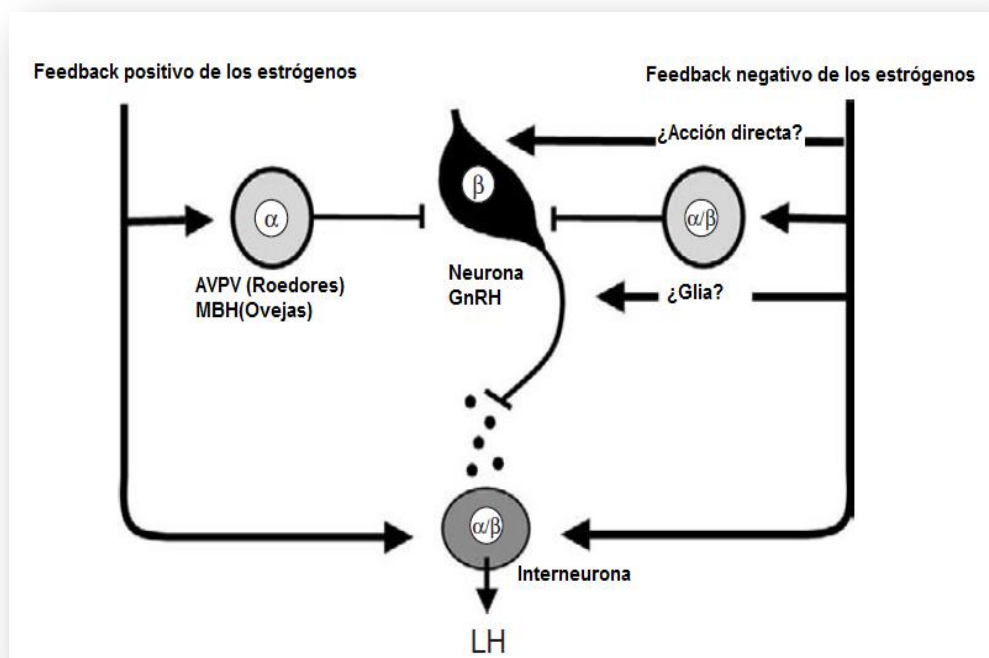 Feedback positivo de los estrógenos
Feedback negativo de los estrógenos
¿Acción directa?
α
β
α/β
AVPV (Roedores)
MBH(Ovejas)
Neurona
GnRH
¿Glia?
α/β
Interneurona
LH